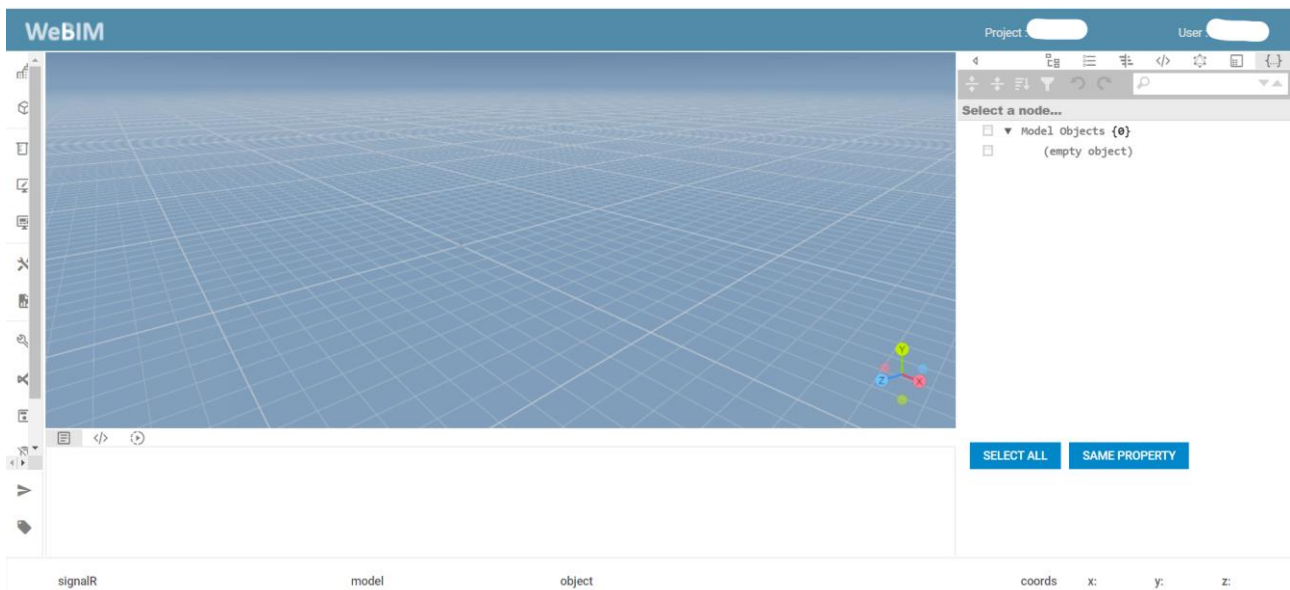 WeBIM
Project :
User :
Select a node...
Model Objects {0}
(empty object)
Y
Z
X
SELECT ALL
SAME PROPERTY
signalR
model
object
coords
x:
y:
z: